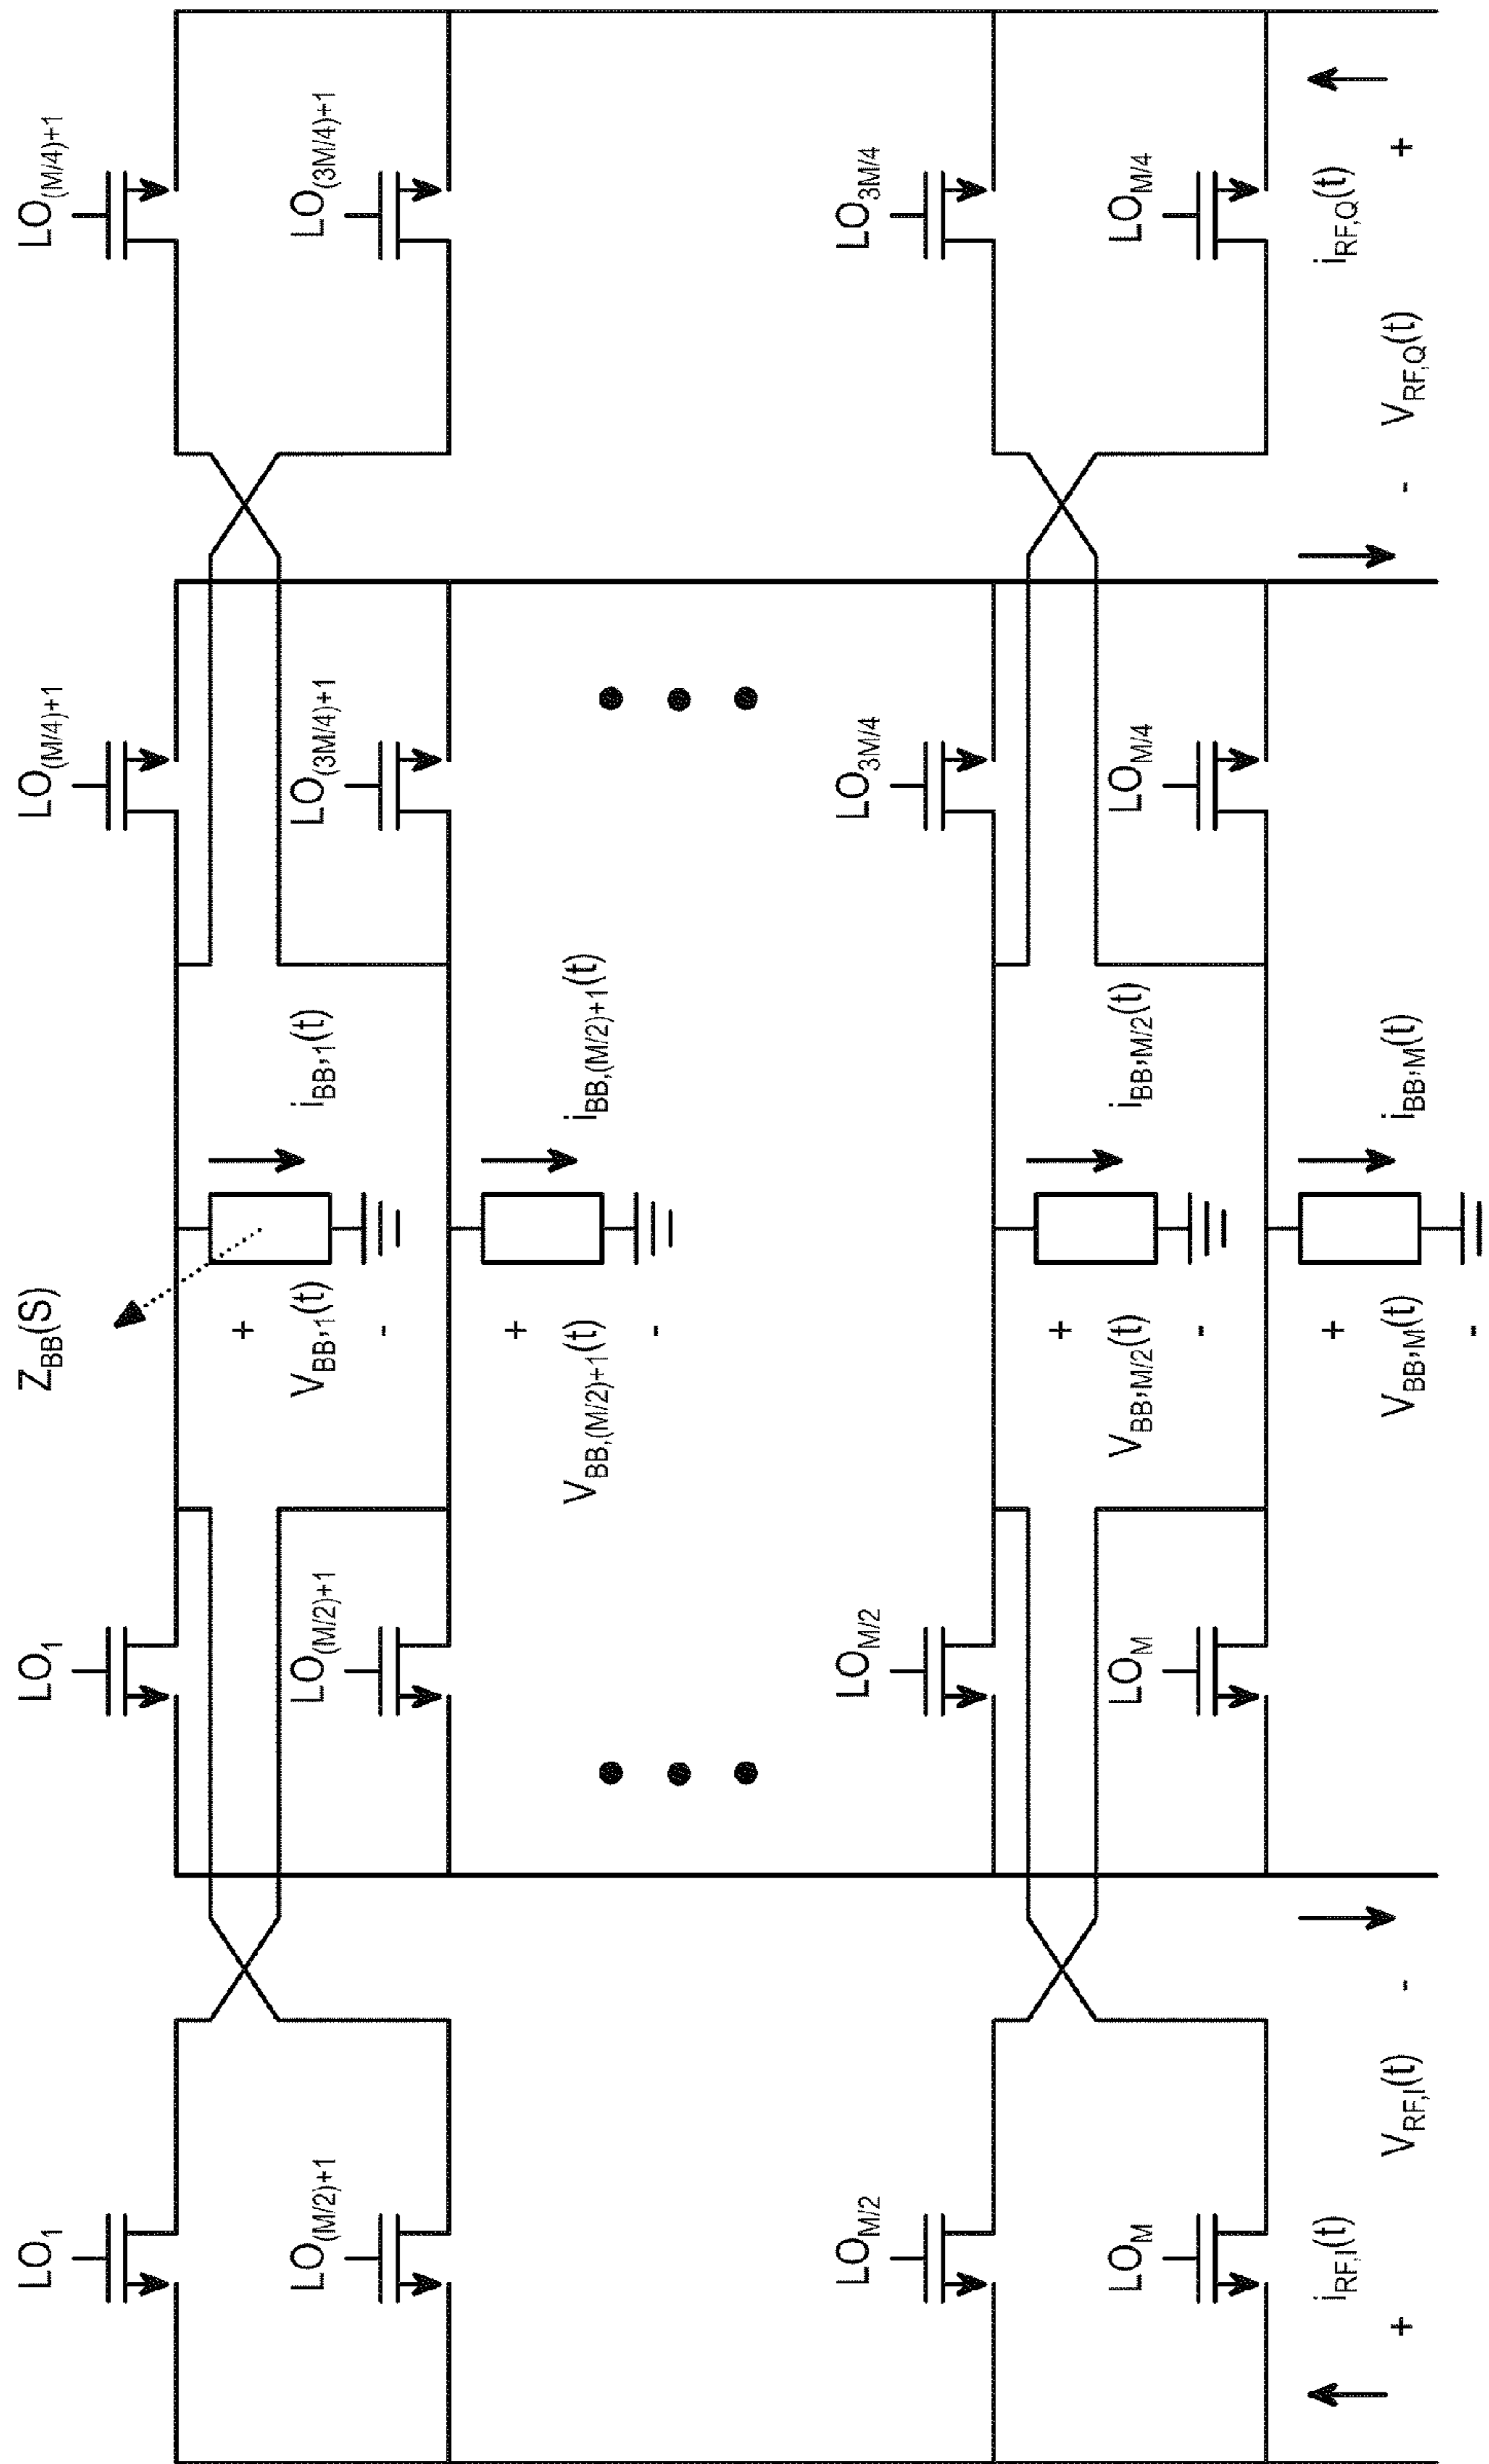 LO(M/4)+1
LO(3M/4)+1
LO3M/4
LOM/4
iRF,Q(t)
+
VRF,Q(t)
-
LO(M/4)+1
LO(3M/4)+1
LO3M/4
LOM/4
ZBB(S)
iBB,1(t)
+
VBB,1(t)
-
iBB,(M/2)+1(t)
+
VBB,(M/2)+1(t)
-
iBB,M/2(t)
+
VBB,M/2(t)
-
iBB,M(t)
+
VBB,M(t)
-
LO1
LO(M/2)+1
LOM/2
LOM
LO1
LO(M/2)+1
LOM/2
LOM
-
VRF,I(t)
iRF,I(t)
+